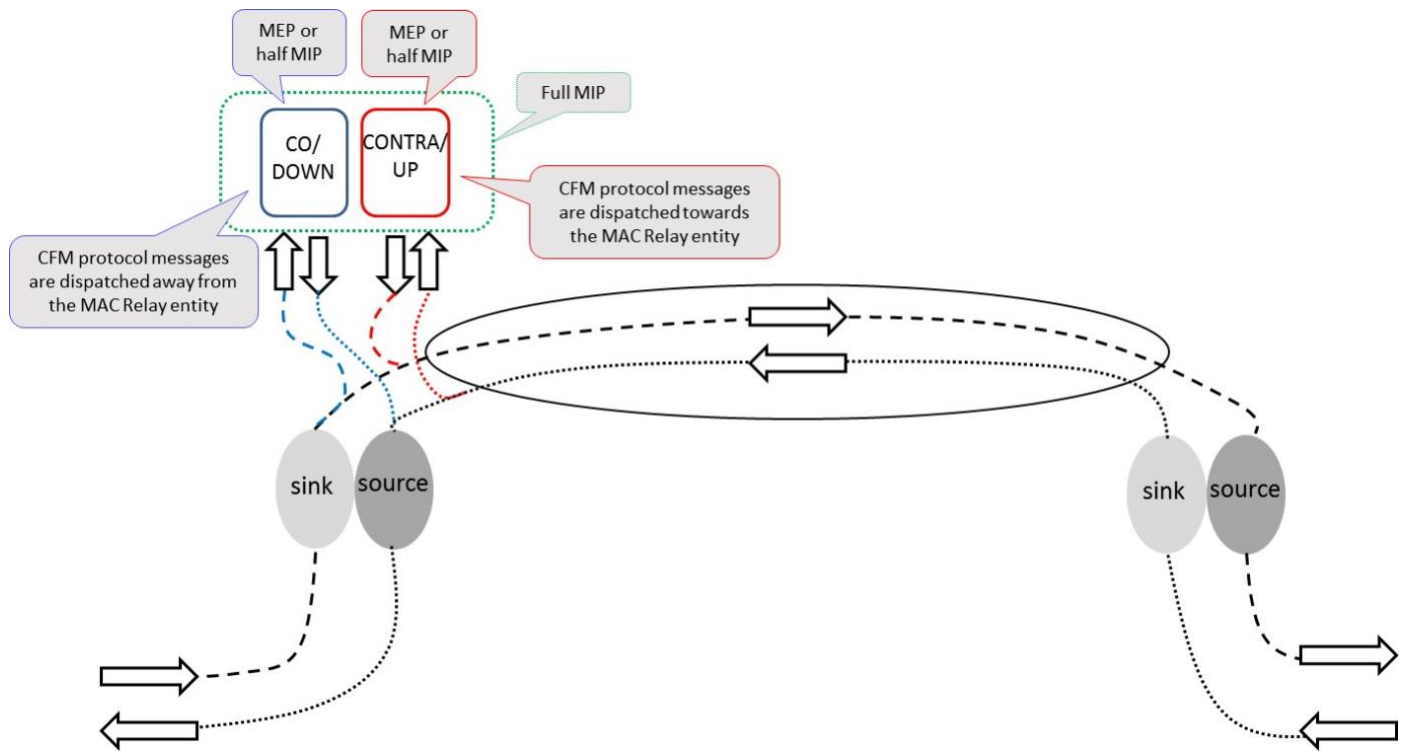 MEP or
half MIP
MEP or
half MIP
Full MIP
CO/
DOWN
CONTRA/
UP
CFM protocol messages
are dispatched towards
the MAC Relay entity
CFM protocol messages
are dispatched away from
the MAC Relay entity
sink
source
sink
source